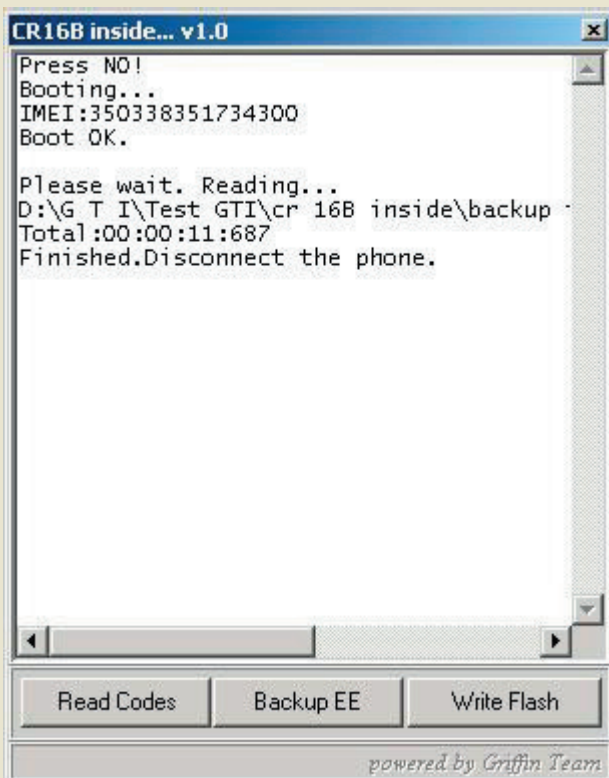 CR16B inside... v1.0
Press NO!
Booting...
IMEI:350338351734300
Boot OK.
Please wait. Reading...
D:\G T I\Test GTI\cr 16B inside\backup
Total:00:00:11:687
Finished.Disconnect the phone.
Read Codes Backup EE Write Flash
powered by Griffin Team